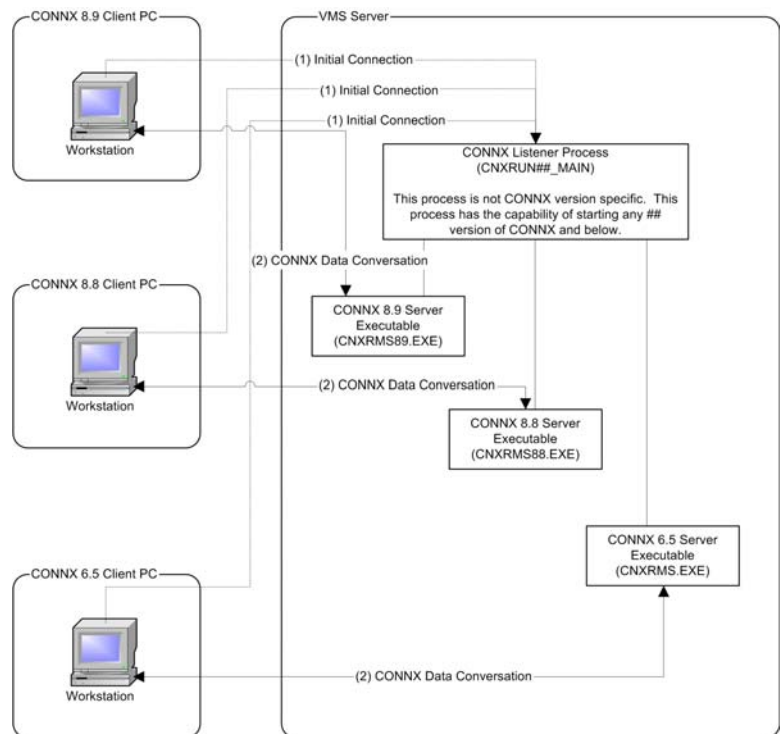 CONNX 8.9 Client PC
VMS Server
(1) Initial Connection
(1) Initial Connection
(1) Initial Connection
Workstation
CONNX Listener Process
(CNXRUN##_MAIN)
This process is not CONNX version specific. This
process has the capability of starting any ##
version of CONNX and below.
(2) CONNX Data Conversation
CONNX 8.8 Client PC
CONNX 8.9 Server
Executable
(CNXRMS89.EXE)
Workstation
(2) CONNX Data Conversation
CONNX 8.8 Server
Executable
(CNXRMS88.EXE)
CONNX 6.5 Server
Executable
(CNXRMS.EXE)
CONNX 6.5 Client PC
Workstation
(2) CONNX Data Conversation